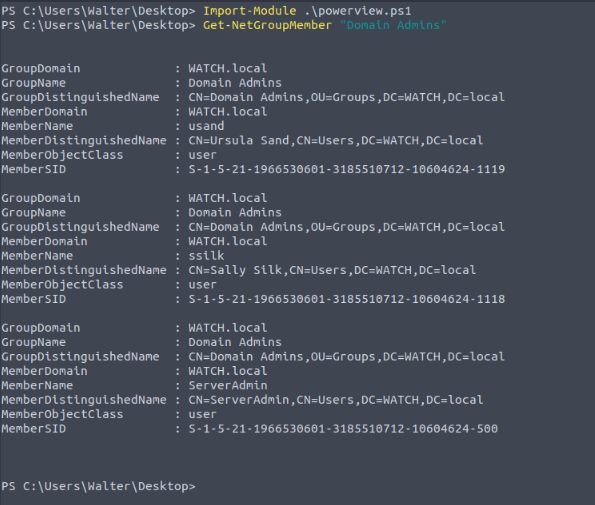 PS C:\Users\Walter\Desktop> Import-Module .\powerview.ps1
PS C:\Users\Walter\Desktop> Get-NetGroupMember "Domain Admins"
GroupDomain : WATCH.local
GroupName : Domain Admins
GroupDistinguishedName : CN=Domain Admins,OU=Groups,DC=WATCH,DC=local
MemberDomain : WATCH.local
MemberName : usand
MemberDistinguishedName : CN=Ursula Sand,CN=Users,DC=WATCH,DC=local
MemberObjectClass : user
MemberSID : S-1-5-21-1966530601-3185510712-10604624-1119
GroupDomain : WATCH.local
GroupName : Domain Admins
GroupDistinguishedName : CN=Domain Admins,OU=Groups,DC=WATCH,DC=local
MemberDomain : WATCH.local
MemberName : ssilk
MemberDistinguishedName : CN=Sally Silk,CN=Users,DC=WATCH,DC=local
MemberObjectClass : user
MemberSID : S-1-5-21-1966530601-3185510712-10604624-1118
GroupDomain : WATCH.local
GroupName : Domain Admins
GroupDistinguishedName : CN=Domain Admins,OU=Groups,DC=WATCH,DC=local
MemberDomain : WATCH.local
MemberName : ServerAdmin
MemberDistinguishedName : CN=ServerAdmin,CN=Users,DC=WATCH,DC=local
MemberObjectClass : user
MemberSID : S-1-5-21-1966530601-3185510712-10604624-500
PS C:\Users\Walter\Desktop>